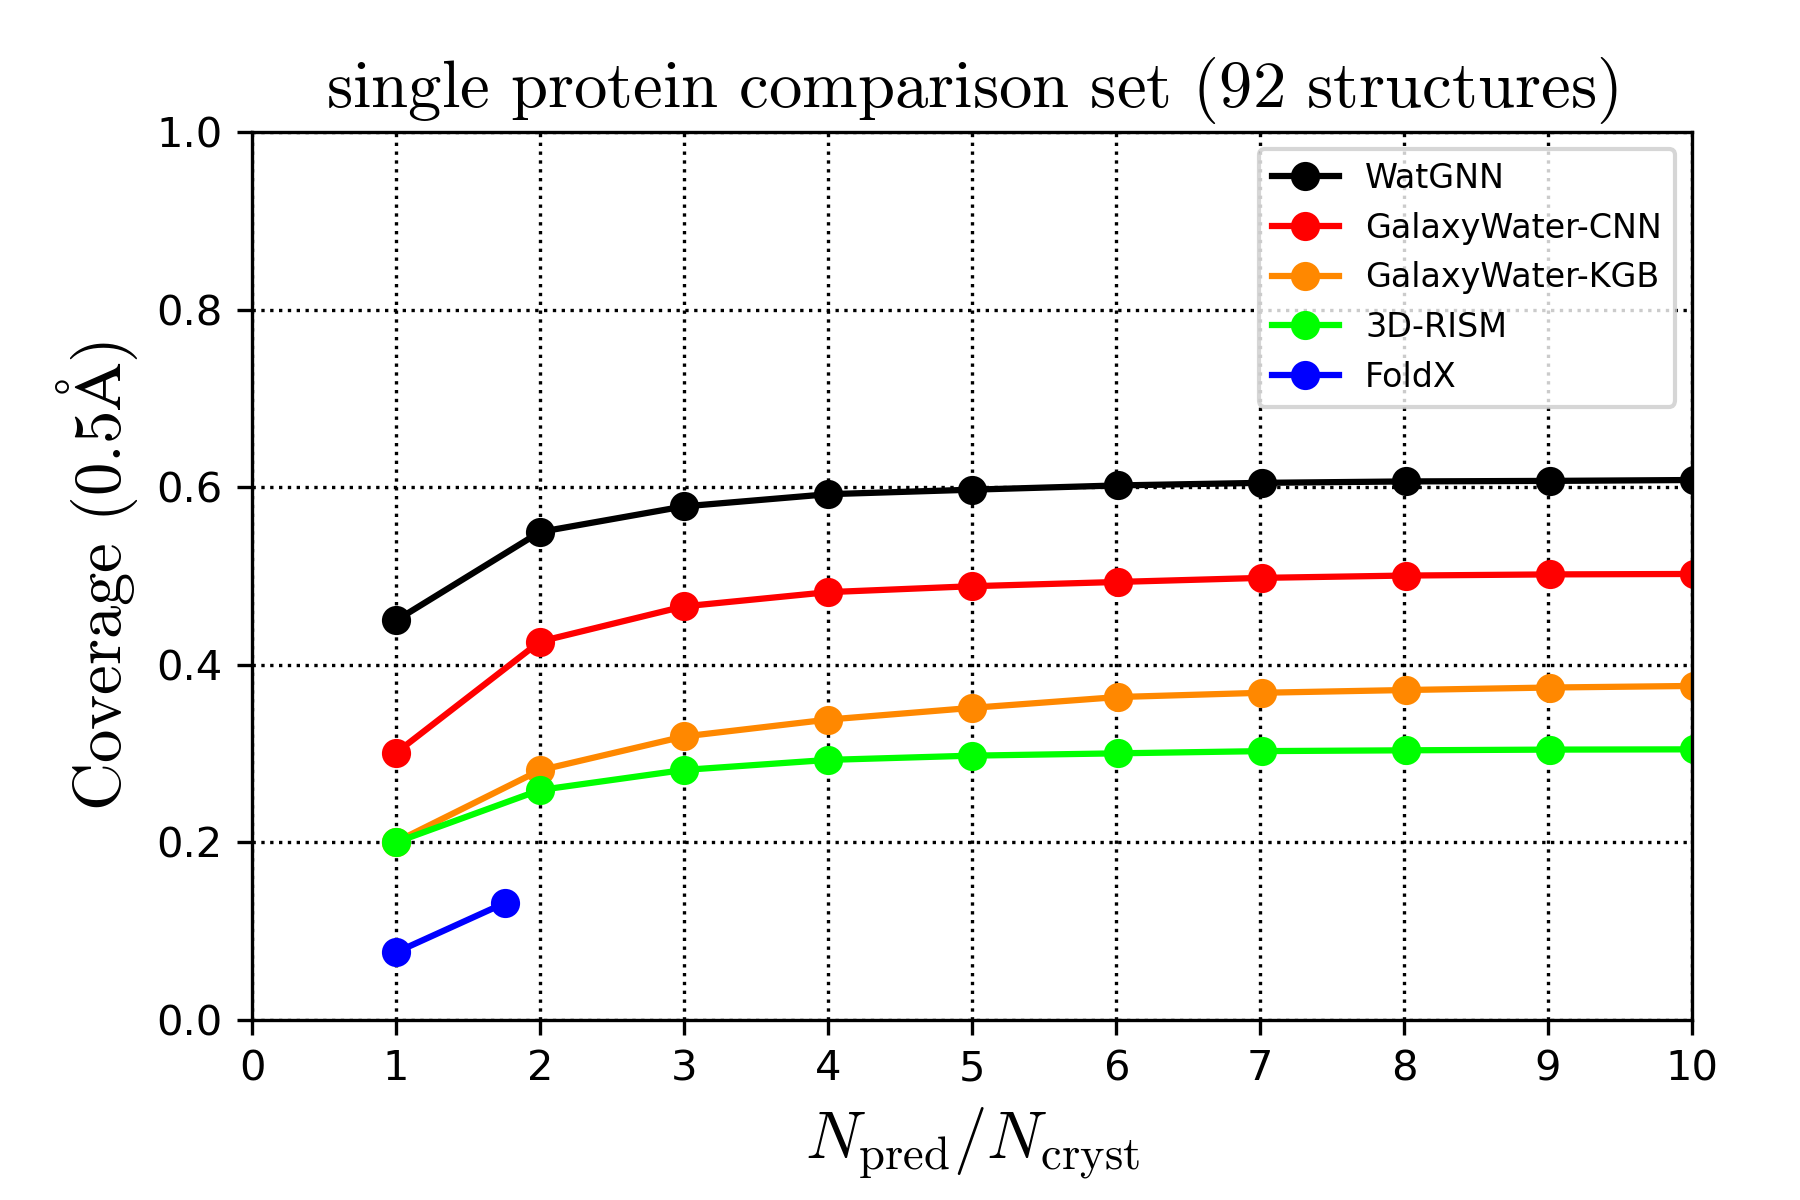 single protein comparison set (92 structures)
1.0
0.8
0.6
0.4
0.2
0.0
Coverage (0.5Å)
WatGNN
GalaxyWater-CNN
GalaxyWater-KGB
3D-RISM
FoldX
0 1 2 3 4 5 6 7 8 9 10
N_pred/N_cryst